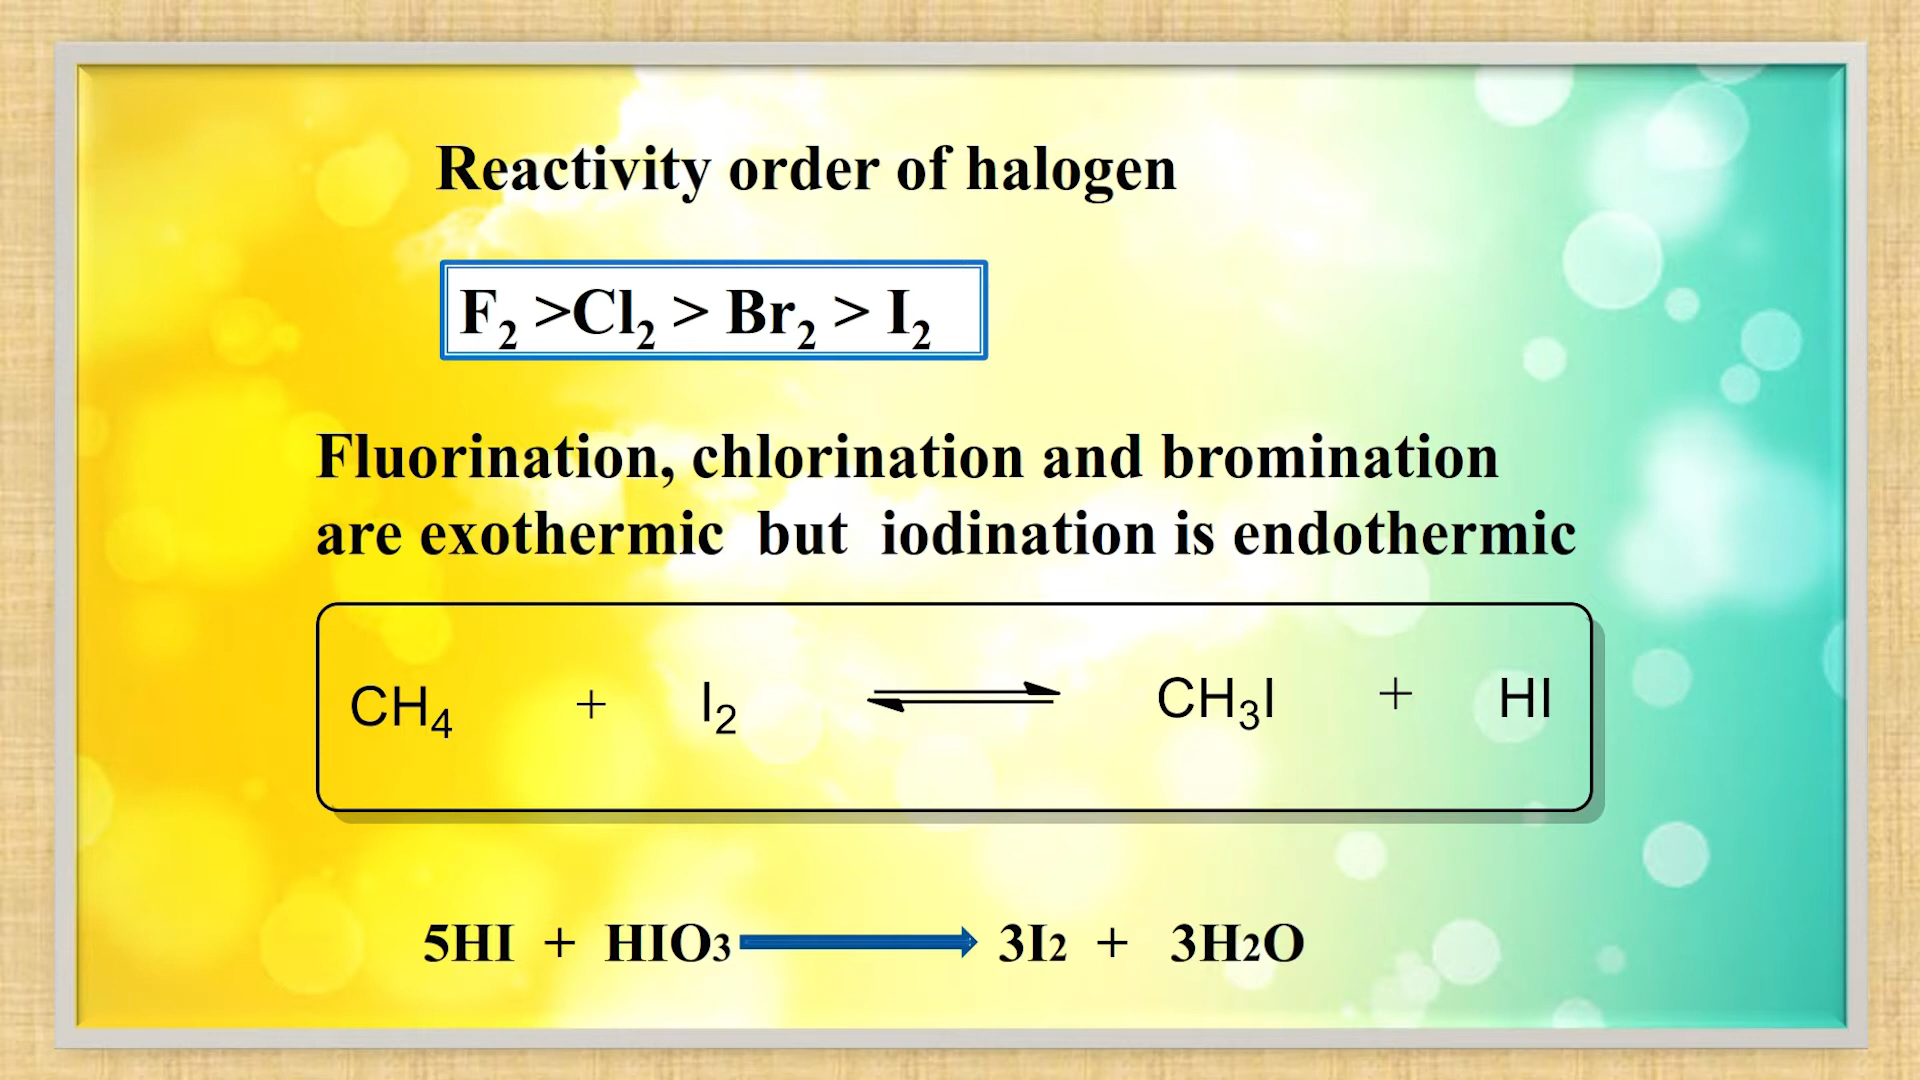 Reactivity order of halogen
F₂ >Cl₂ > Br₂ > I₂
Fluorination, chlorination and bromination
are exothermic but iodination is endothermic
CH₄ + I₂ ⇌ CH₃I + HI
5HI + HIO3 → 3I2 + 3H2O